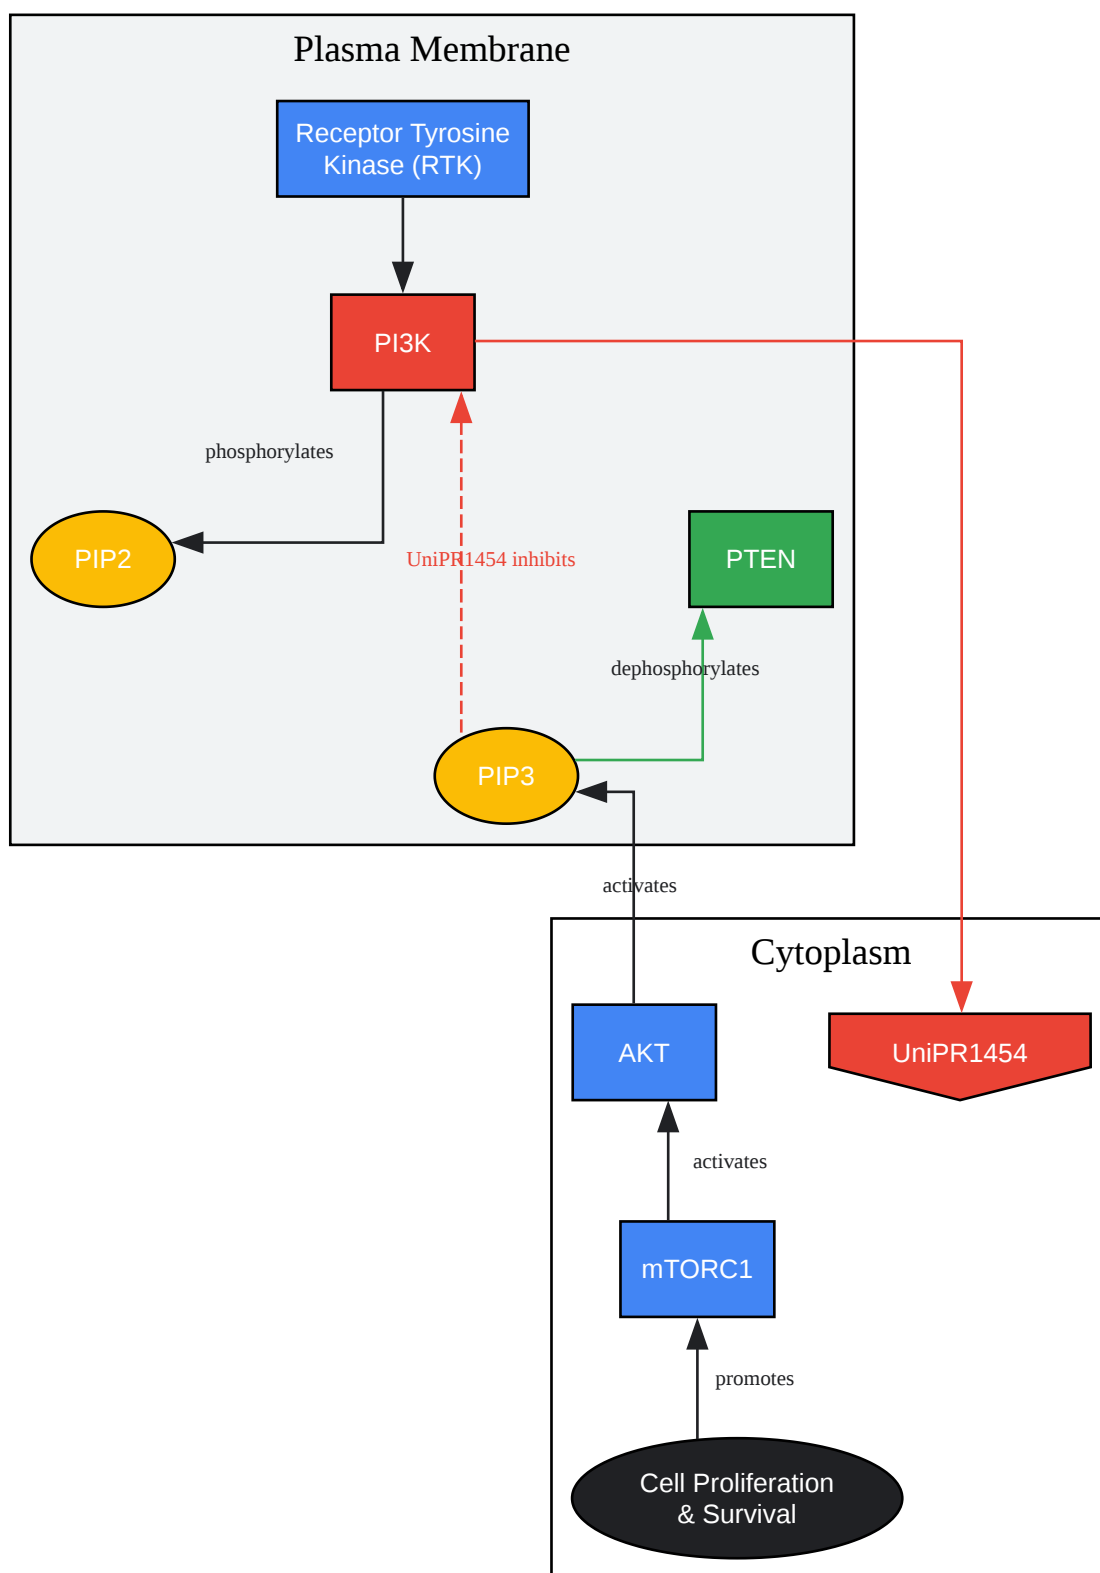 Plasma Membrane
Receptor Tyrosine
Kinase (RTK)
PI3K
phosphorylates
PIP2
UniPR1454 inhibits
PTEN
dephosphorylates
PIP3
activates
Cytoplasm
AKT
UniPR1454
activates
mTORC1
promotes
Cell Proliferation
& Survival